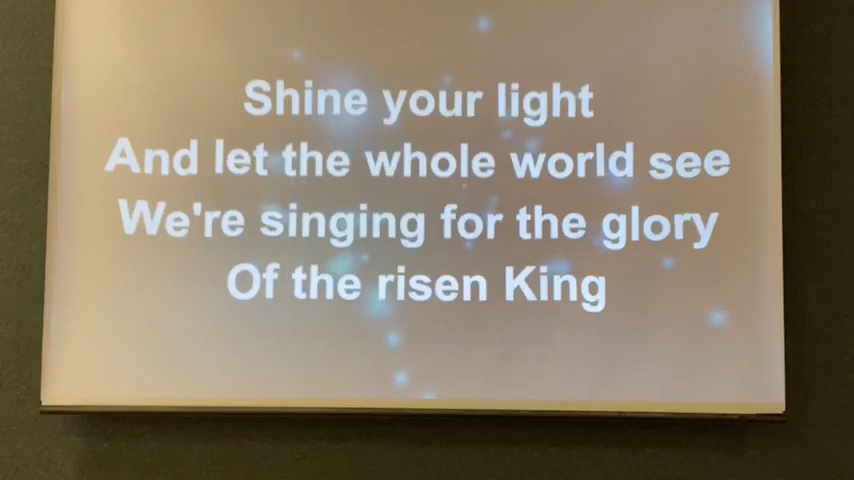 Shine your light
And let the whole world see
We're singing for the glory
Of the risen King